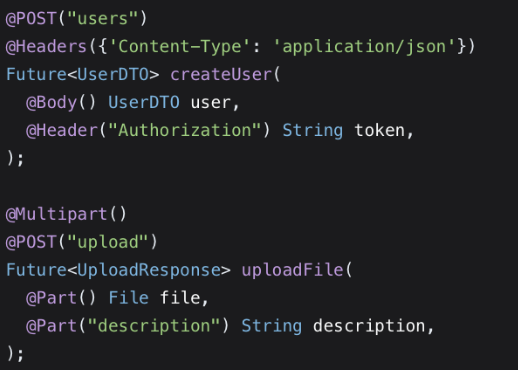 @POST("users")
@Headers({'Content-Type': 'application/json'})
Future<UserDTO> createUser(
  @Body() UserDTO user,
  @Header("Authorization") String token,
);

@Multipart()
@POST("upload")
Future<UploadResponse> uploadFile(
  @Part() File file,
  @Part("description") String description,
);